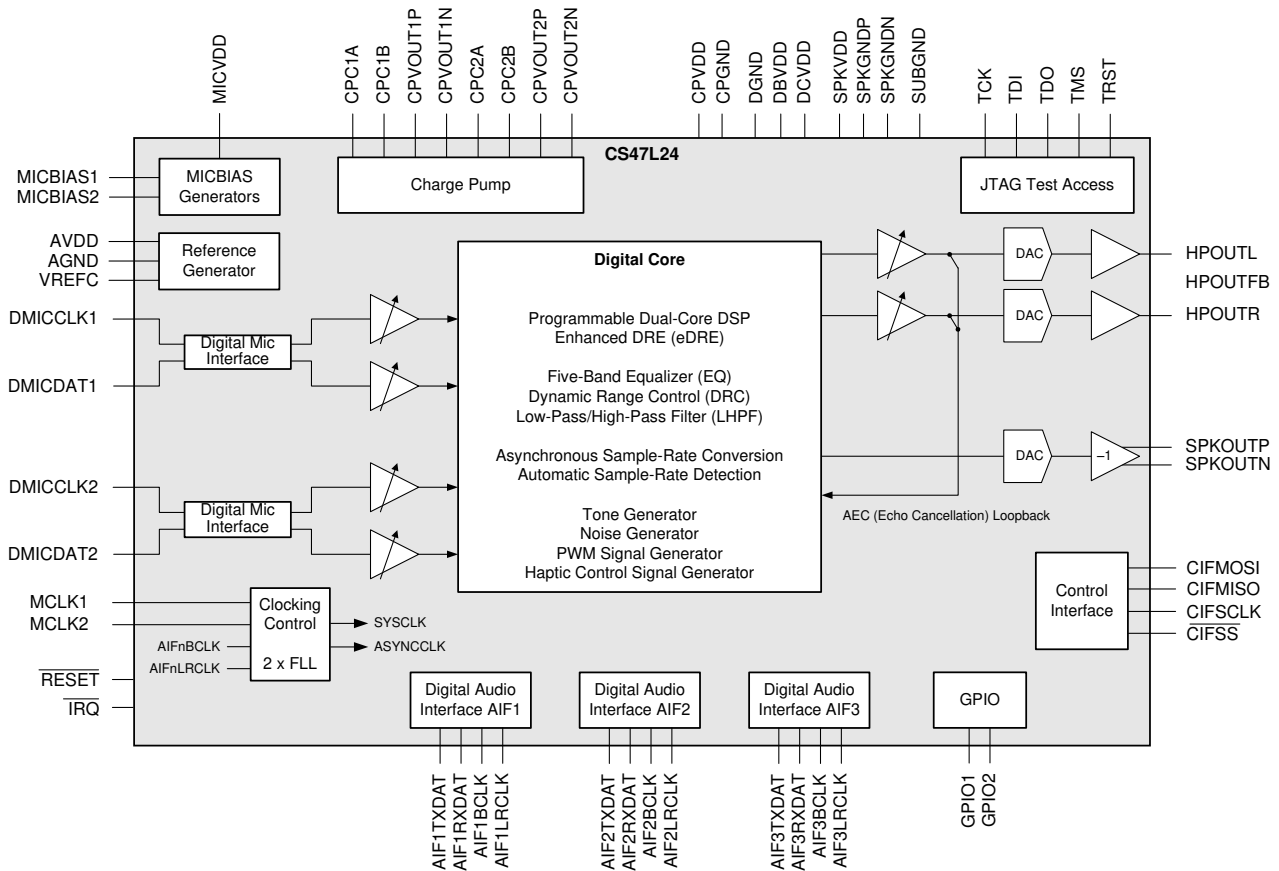 MICVDD
CPC1A
CPC1B
CPVOUT1P
CPVOUT1N
CPC2A
CPC2B
CPVOUT2P
CPVOUT2N
CPVDD
CPGND
DGND
DBVDD
DCVDD
SPKVDD
SPKGNDP
SPKGNDN
SUBGND
TCK
TDI
TDO
TMS
TRST
CS47L24
MICBIAS1
MICBIAS2
MICBIAS
Generators
Charge Pump
JTAG Test Access
AVDD
AGND
VREFC
Reference
Generator
DMICCLK1
DMICDAT1
Digital Mic
Interface
DMICCLK2
DMICDAT2
Digital Mic
Interface
Digital Core
Programmable Dual-Core DSP
Enhanced DRE (eDRE)
Five-Band Equalizer (EQ)
Dynamic Range Control (DRC)
Low-Pass/High-Pass Filter (LHPF)
Asynchronous Sample-Rate Conversion
Automatic Sample-Rate Detection
Tone Generator
Noise Generator
PWM Signal Generator
Haptic Control Signal Generator
DAC
HPOUTL
HPOUTFB
DAC
HPOUTR
DAC
–1
SPKOUTP
SPKOUTN
AEC (Echo Cancellation) Loopback
MCLK1
MCLK2
AIFnBCLK
AIFnLRCLK
Clocking
Control
2 x FLL
SYSCLK
ASYNCCLK
RESET
IRQ
Control
Interface
CIFMOSI
CIFMISO
CIFSCLK
CIFSS
Digital Audio
Interface AIF1
Digital Audio
Interface AIF2
Digital Audio
Interface AIF3
GPIO
AIF1TXDAT
AIF1RXDAT
AIF1BCLK
AIF1LRCLK
AIF2TXDAT
AIF2RXDAT
AIF2BCLK
AIF2LRCLK
AIF3TXDAT
AIF3RXDAT
AIF3BCLK
AIF3LRCLK
GPIO1
GPIO2